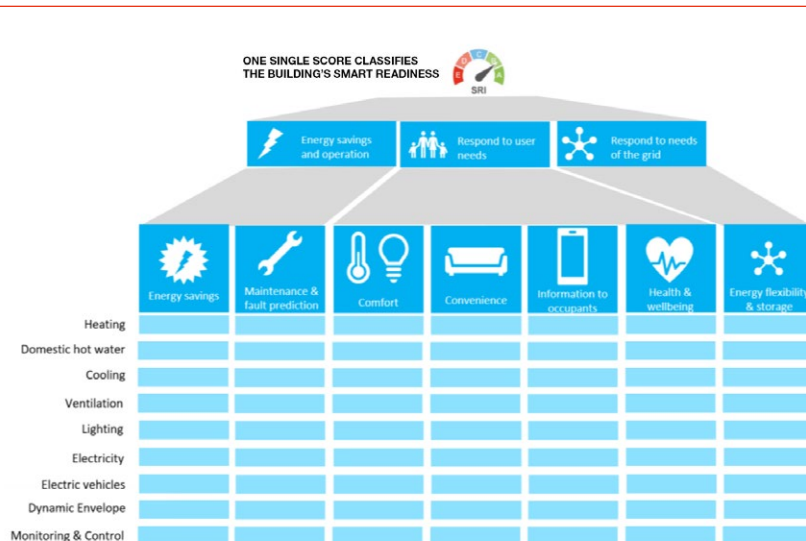 ONE SINGLE SCORE CLASSIFIES
THE BUILDING'S SMART READINESS
E D C B A
SRI
Energy savings
and operation
Respond to user
needs
Respond to needs
of the grid
Energy savings
Maintenance &
fault prediction
Comfort
Convenience
Information to
occupants
Health &
wellbeing
Energy flexibility
& storage
Heating
Domestic hot water
Cooling
Ventilation
Lighting
Electricity
Electric vehicles
Dynamic Envelope
Monitoring & Control